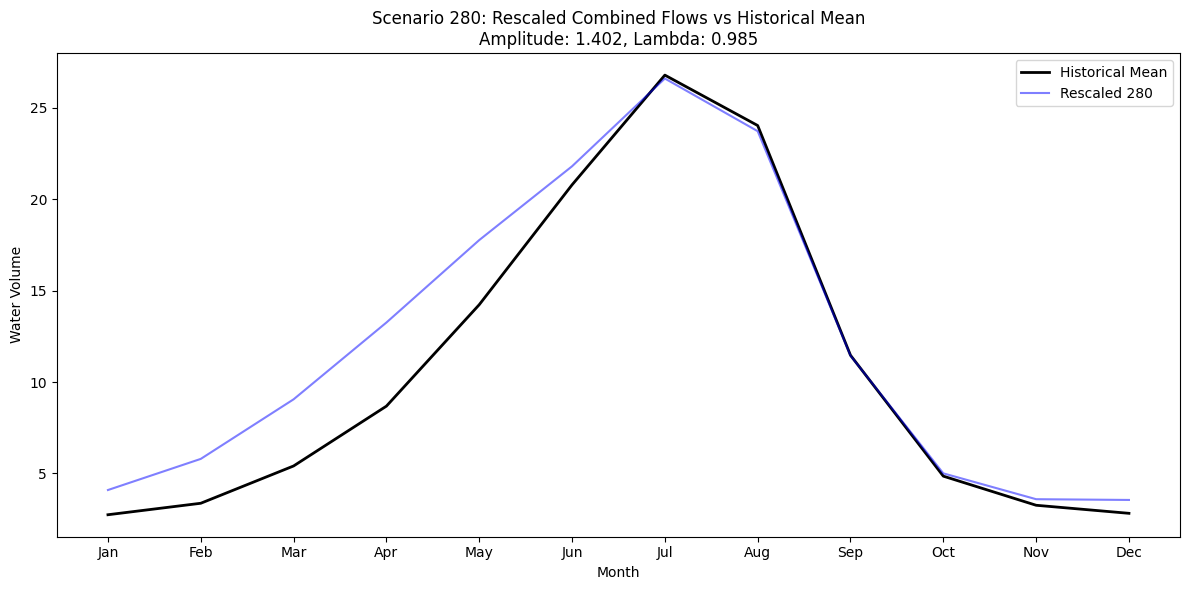 Scenario 280: Rescaled Combined Flows vs Historical Mean
Amplitude: 1.402, Lambda: 0.985
Historical Mean
Rescaled 280
Water Volume
25
20
15
10
5
Jan Feb Mar Apr May Jun Jul Aug Sep Oct Nov Dec
Month